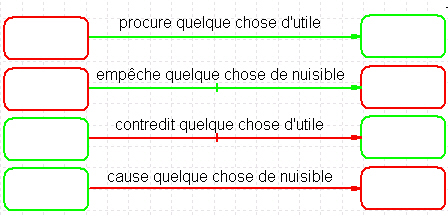 procure quelque chose d'utile
empêche quelque chose de nuisible
contredit quelque chose d'utile
cause quelque chose de nuisible